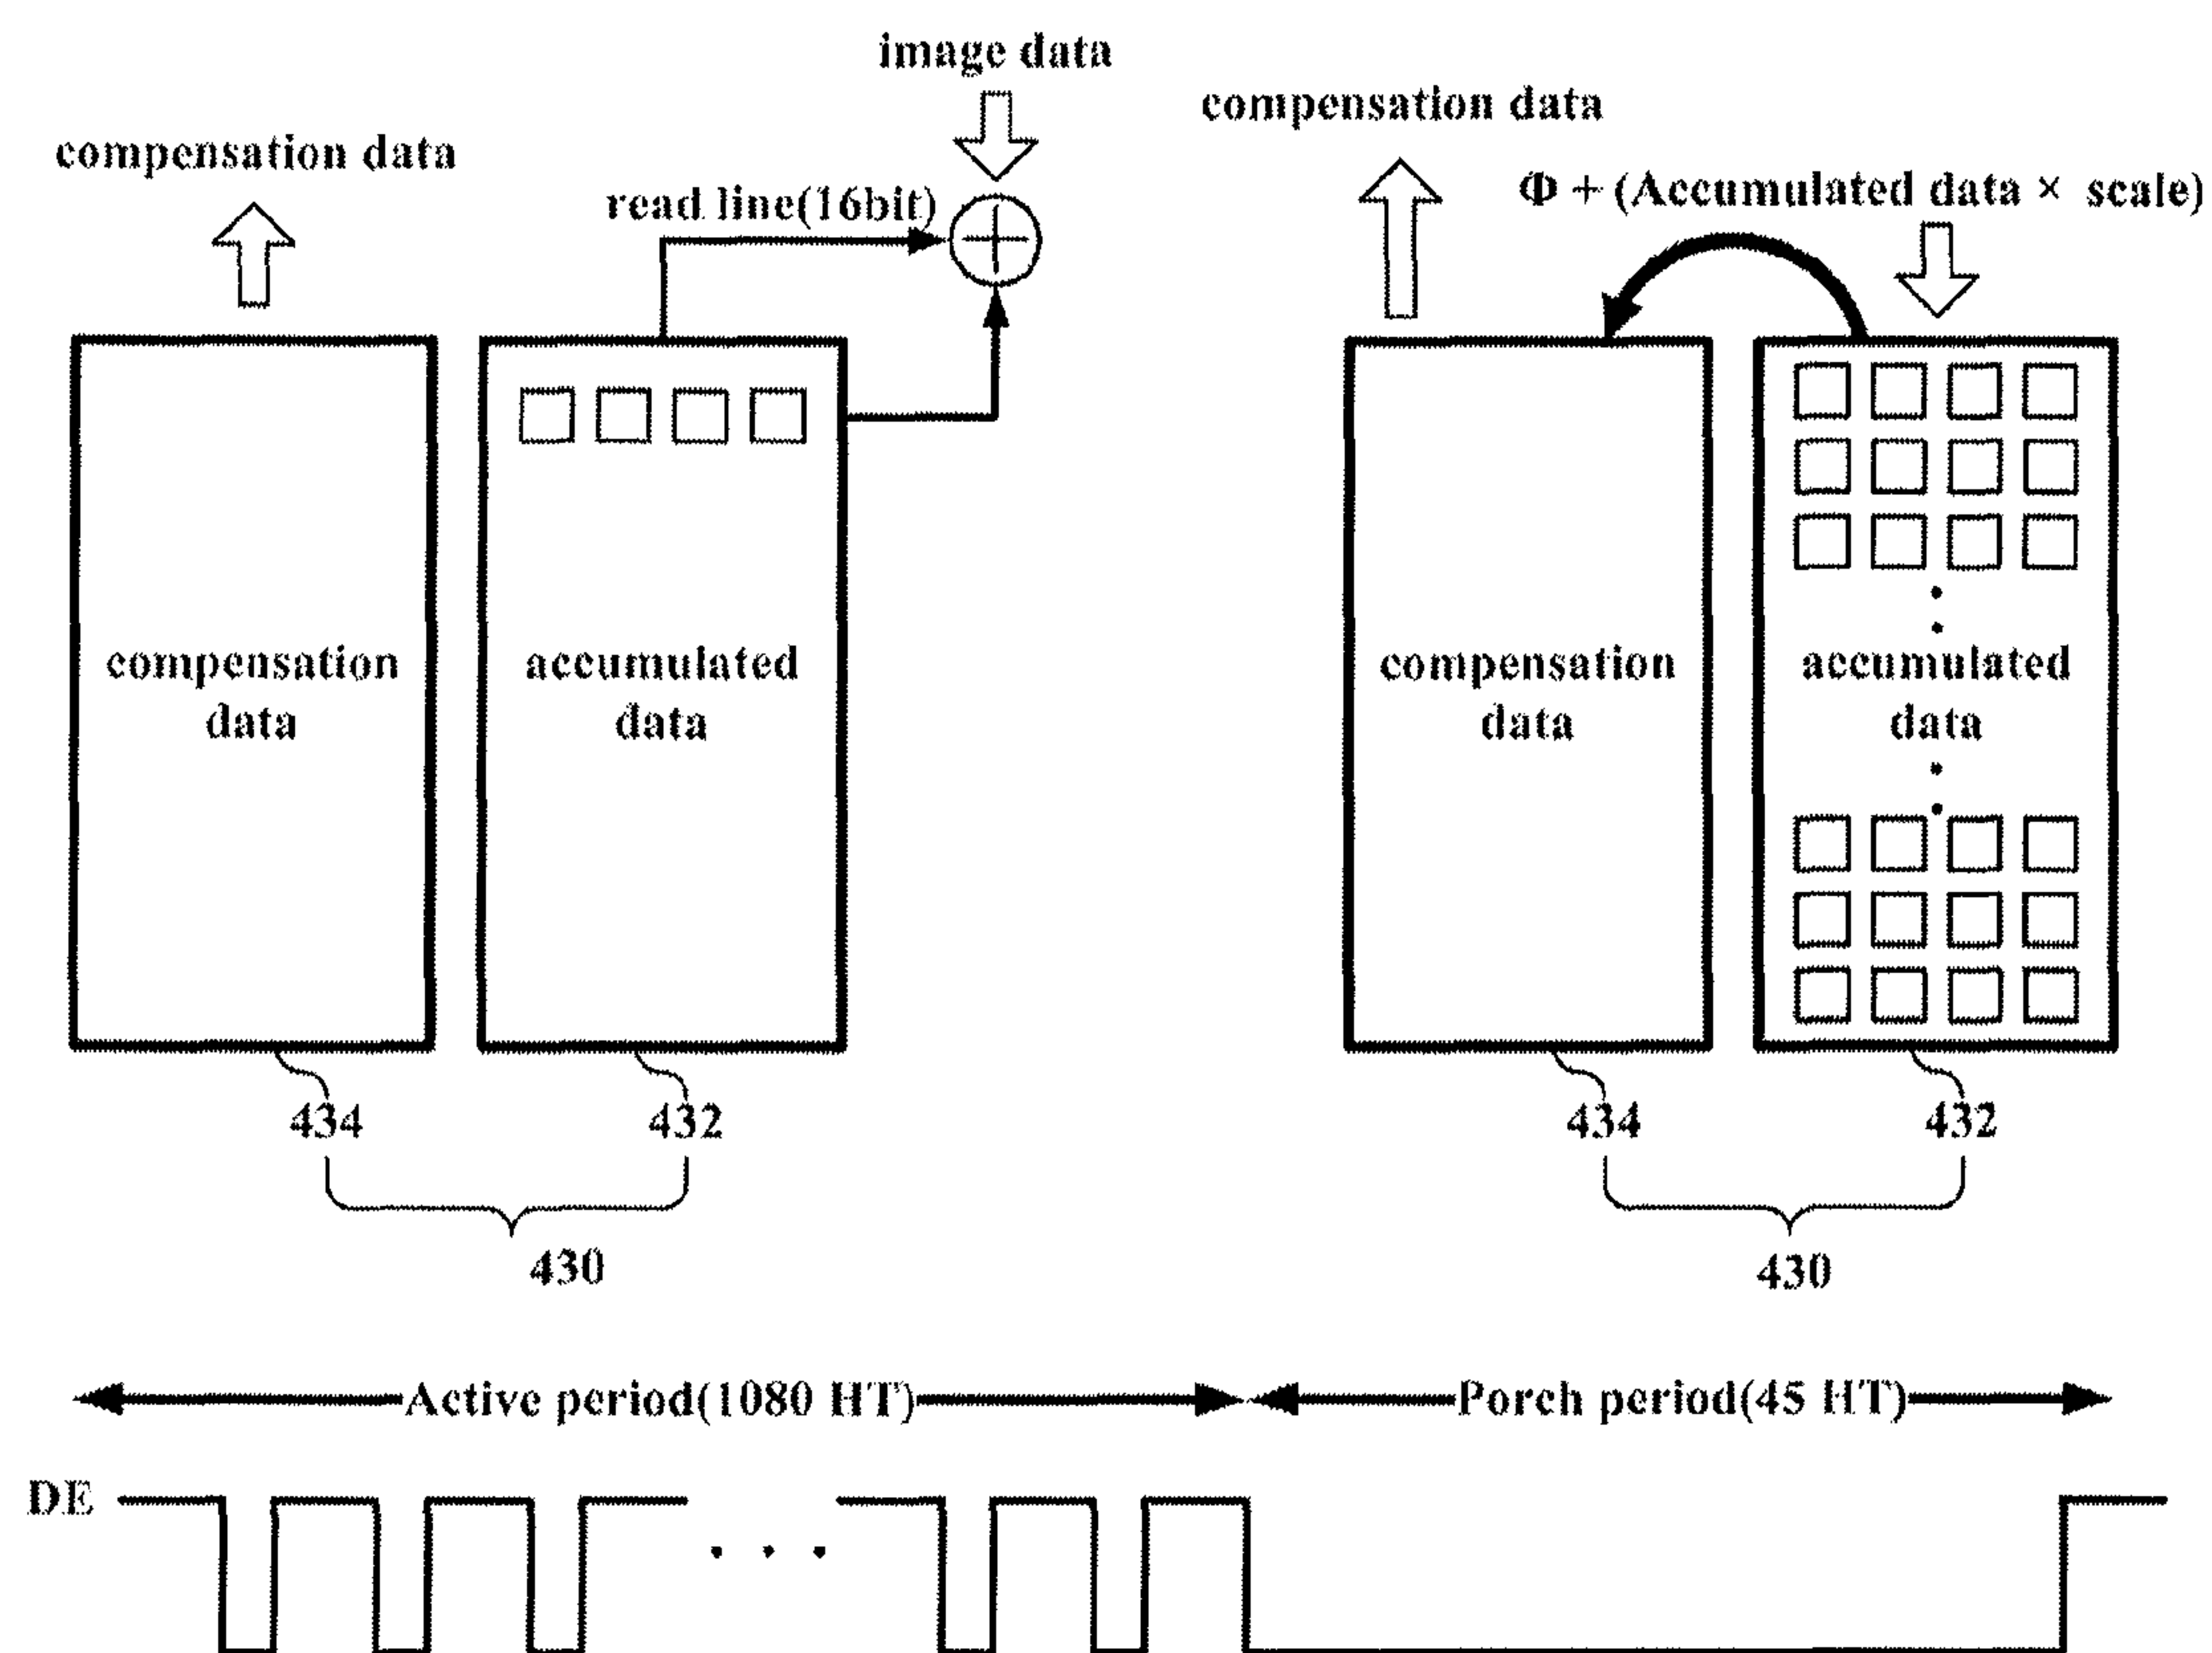 image data
compensation data
read line(16bit)
compensation data
Φ + (Accumulated data × scale)
compensation
data
accumulated
data
compensation
data
accumulated
data
434
432
430
434
432
430
Active period(1080 HT)
Porch period(45 HT)
DE